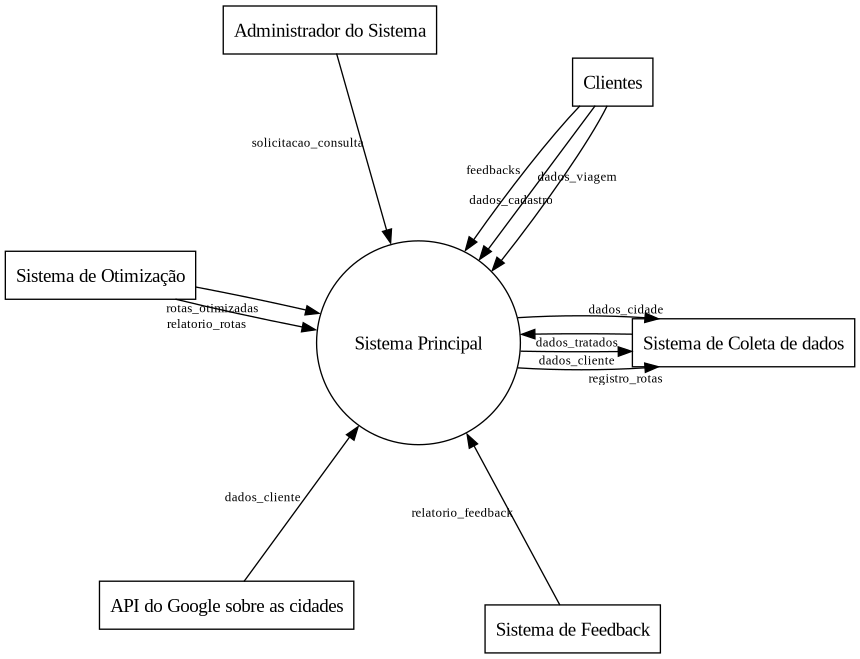 Administrador do Sistema
Clientes
solicitacao_consulta
feedbacks
dados_viagem
dados_cadastro
Sistema de Otimização
rotas_otimizadas
relatorio_rotas
Sistema Principal
dados_cidade
dados_tratados
Sistema de Coleta de dados
dados_cliente
registro_rotas
dados_cliente
relatorio_feedback
API do Google sobre as cidades
Sistema de Feedback